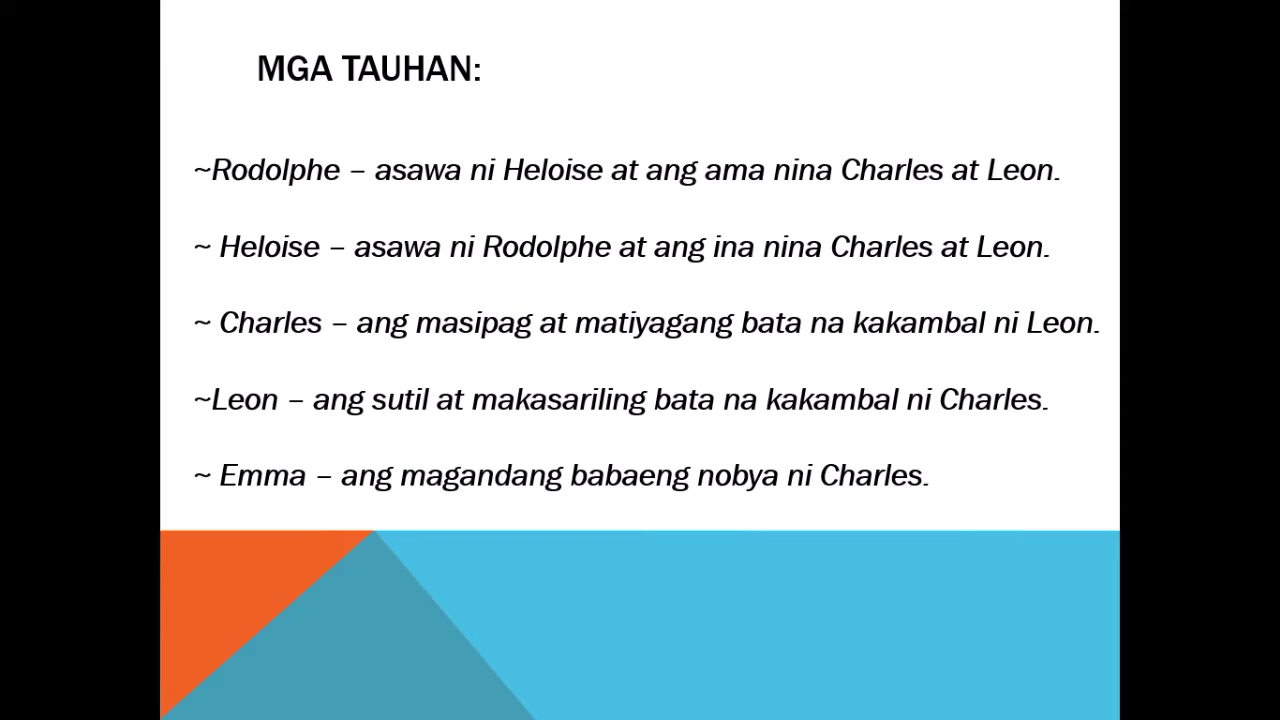 MGA TAUHAN:
~Rodolphe – asawa ni Heloise at ang ama nina Charles at Leon.
~ Heloise – asawa ni Rodolphe at ang ina nina Charles at Leon.
~ Charles – ang masipag at matiyagang bata na kakambal ni Leon.
~Leon – ang sutil at makasariling bata na kakambal ni Charles.
~ Emma – ang magandang babaeng nobya ni Charles.